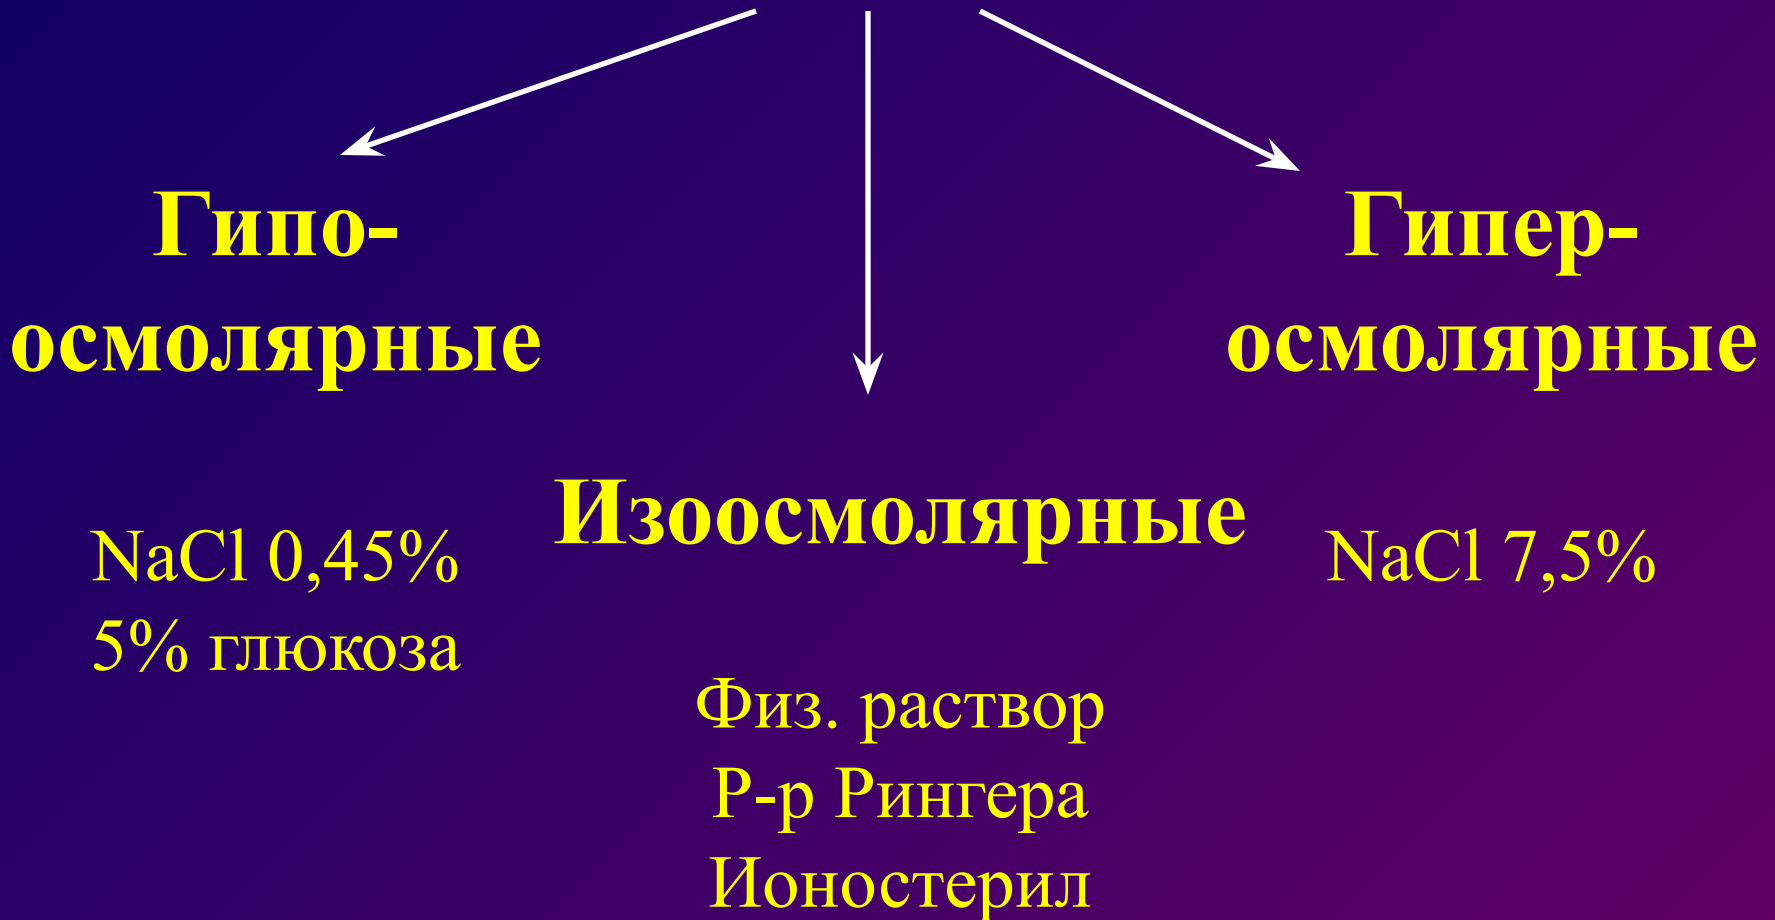 Гипо-
осмолярные
NaCl 0,45%
5% глюкоза
Изоосмолярные
Физ. раствор
Р-р Рингера
Ионостерил
Гипер-
осмолярные
NaCl 7,5%